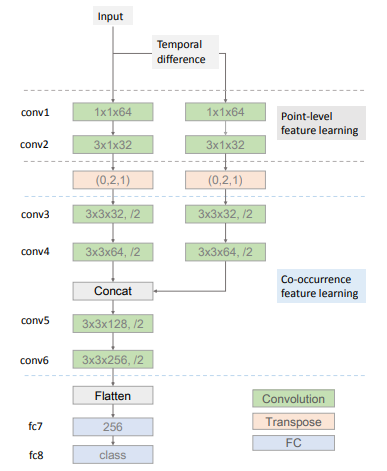 Input
Temporal
difference
conv1
1x1x64
1x1x64
Point-level
feature learning
conv2
3x1x32
3x1x32
(0,2,1)
(0,2,1)
conv3
3x3x32, /2
3x3x32, /2
conv4
3x3x64, /2
3x3x64, /2
Co-occurrence
feature learning
Concat
conv5
3x3x128, /2
conv6
3x3x256, /2
Flatten
Convolution
fc7
256
Transpose
FC
fc8
class